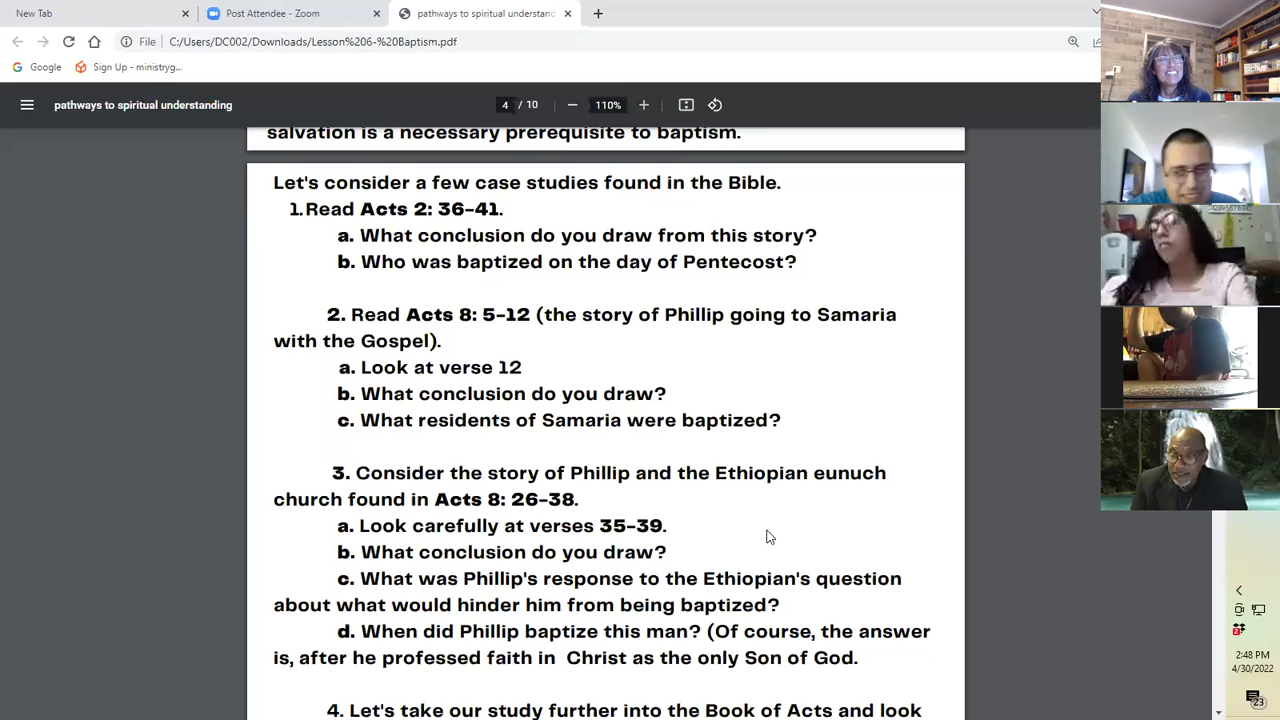 New Tab
Post Attendee - Zoom
pathways to spiritual understand
File C:/Users/DC002/Downloads/Lesson%206-%20Baptism.pdf
Google Sign Up - ministryg...
pathways to spiritual understanding
4 / 10
110%
salvation is a necessary prerequisite to baptism.
Let's consider a few case studies found in the Bible.
1.Read Acts 2: 36-41.
a. What conclusion do you draw from this story?
b. Who was baptized on the day of Pentecost?
2. Read Acts 8: 5-12 (the story of Phillip going to Samaria
with the Gospel).
a. Look at verse 12
b. What conclusion do you draw?
c. What residents of Samaria were baptized?
3. Consider the story of Phillip and the Ethiopian eunuch
church found in Acts 8: 26-38.
a. Look carefully at verses 35-39.
b. What conclusion do you draw?
c. What was Phillip's response to the Ethiopian's question
about what would hinder him from being baptized?
d. When did Phillip baptize this man? (Of course, the answer
is, after he professed faith in Christ as the only Son of God.
4. Let's take our study further into the Book of Acts and look
2
2:48 PM
4/30/2022
23